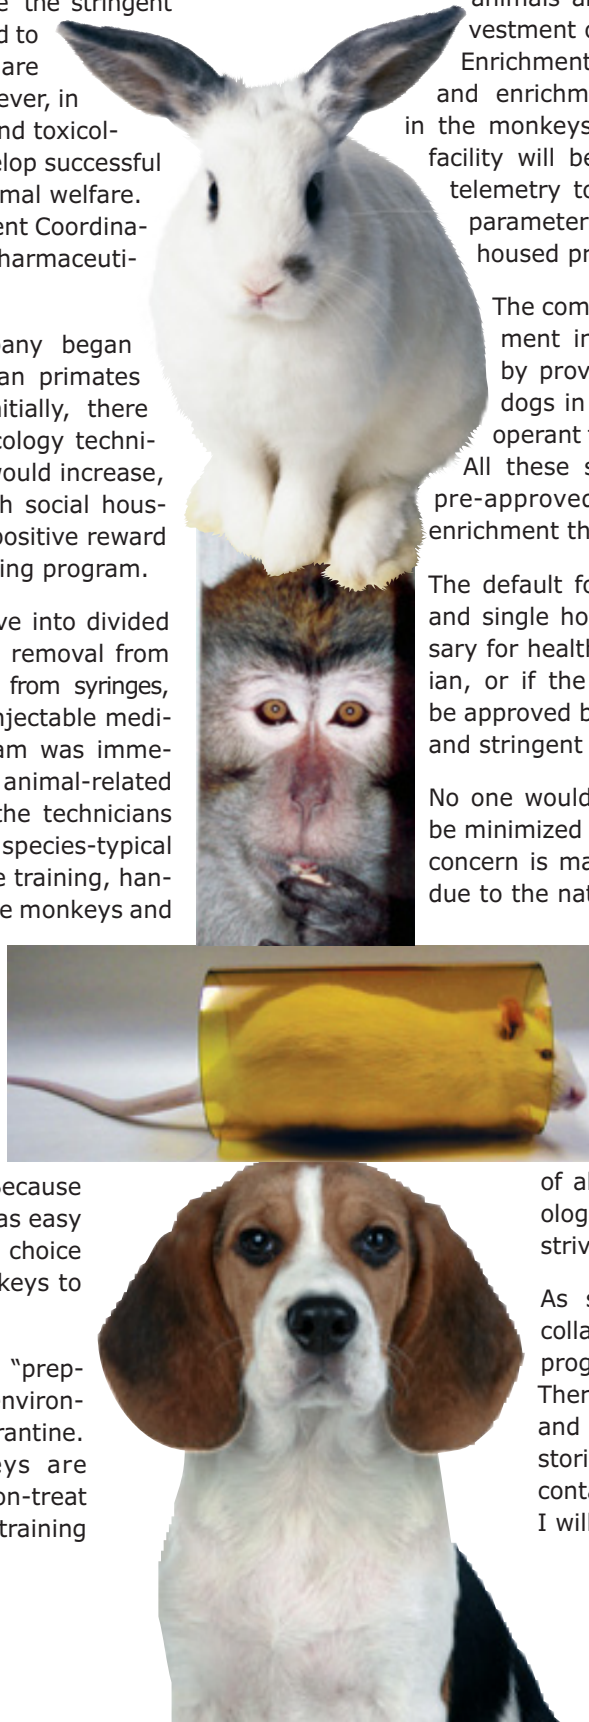 the stringent
d to
are
ever, in
nd toxicol-
elop successful
mal welfare.
ent Coordina-
harmaceuti-
any began
an primates
nitially, there
cology techni-
would increase,
h social hous-
positive reward
ing program.
ve into divided
removal from
from syringes,
njectable medi-
am was imme-
animal-related
the technicians
species-typical
e training, han-
e monkeys and
Because
as easy
choice
keys to
“prep-
environ-
rantine.
eys are
on-treat
training
animals a
vestment
Enrichment
and enrichm
in the monkeys
facility will be
telemetry to
parameter
housed pr
The com
ment in
by prov
dogs in
operant
All these s
pre-approved
enrichment th
The default fo
and single ho
sary for health
ian, or if the
be approved b
and stringent
No one would
be minimized
concern is ma
due to the nat
of al
olog
striv
As s
colla
prog
Ther
and
stori
conta
I will